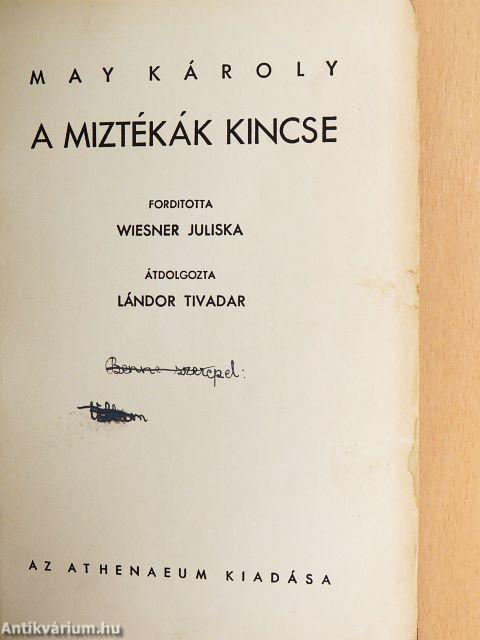 MAY KÁROLY
A MIZTÉKÁK KINCSE
FORDITOTTA
WIESNER JULISKA
ÁTDOLGOZTA
LÁNDOR TIVADAR
Benne szerepel:
AZ ATHENAEUM KIADÁSA
Antikvárium.hu